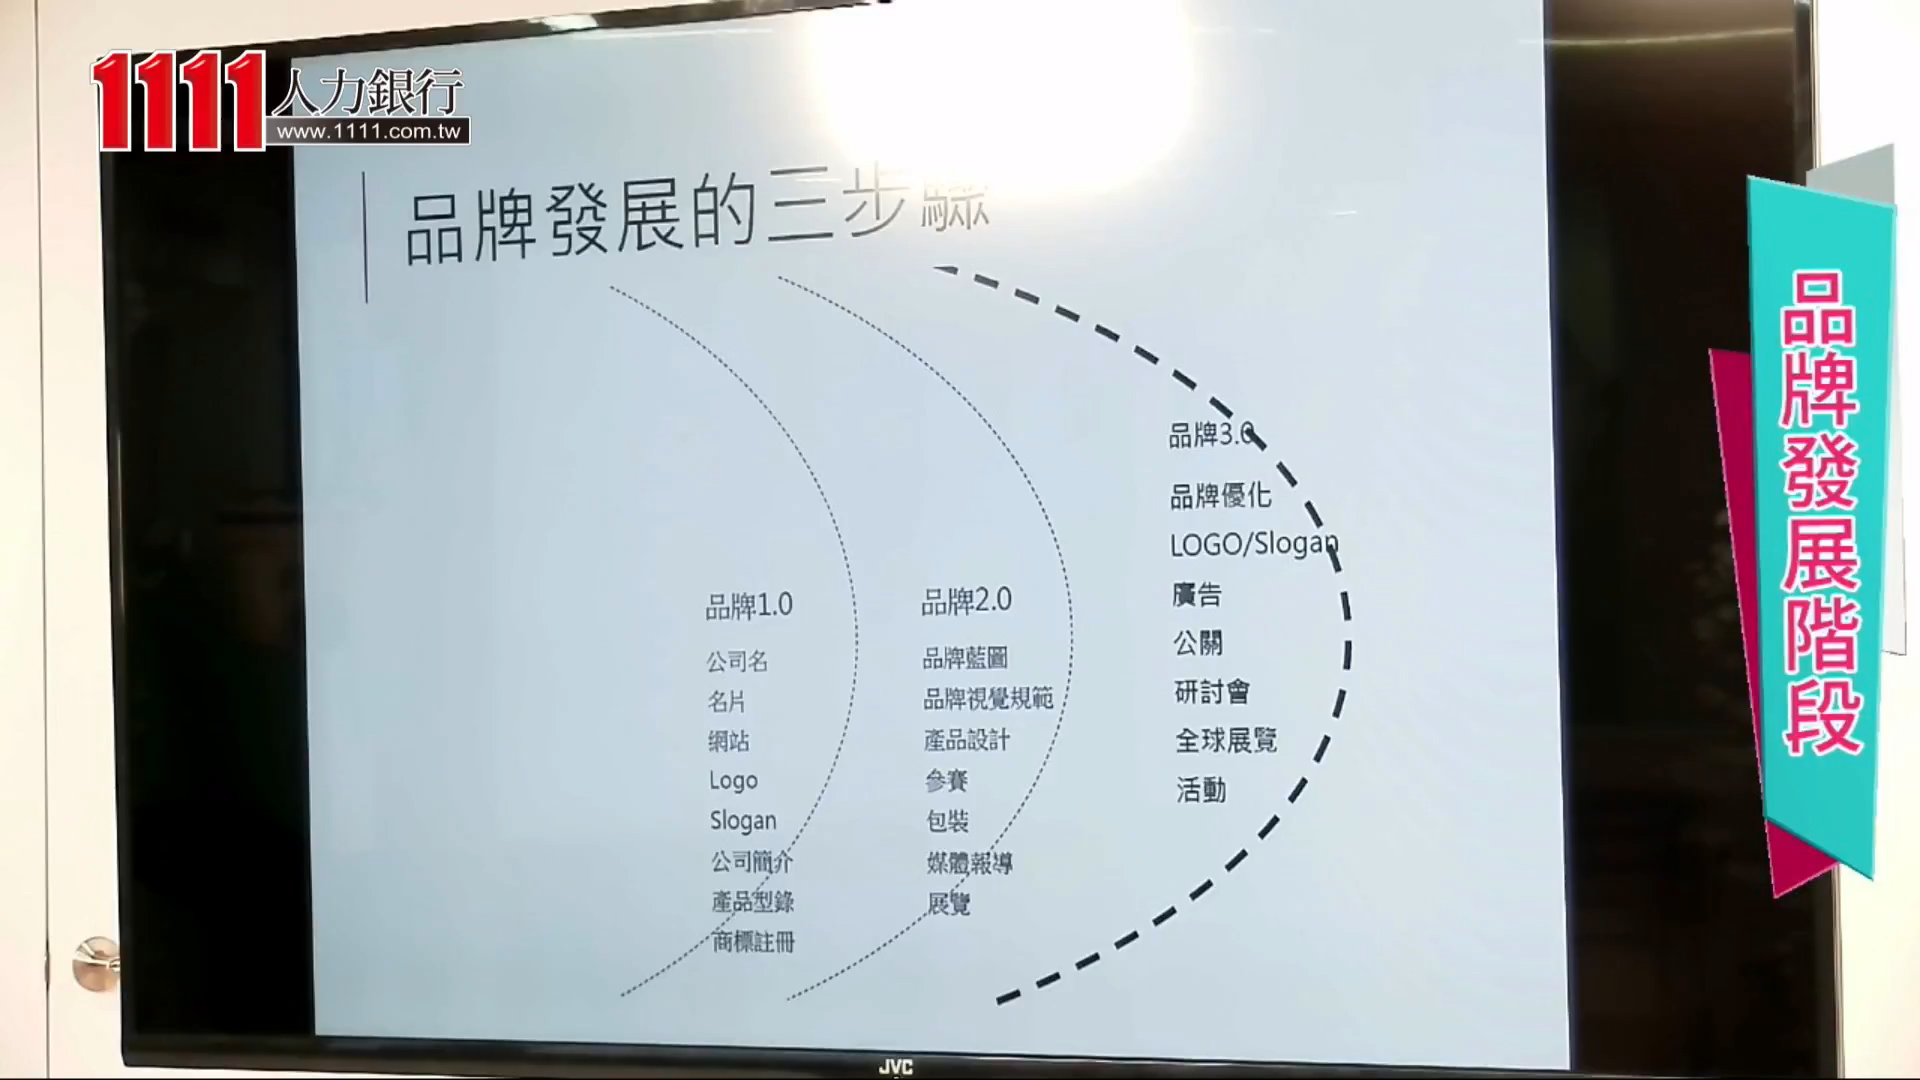 1111人力銀行
www.1111.com.tw
品牌發展的三步驟
品牌1.0
公司名
名片
網站
Logo
Slogan
公司簡介
產品型錄
商標註冊
品牌2.0
品牌藍圖
品牌視覺規範
產品設計
參賽
包裝
媒體報導
展覽
品牌3.0
品牌優化
LOGO/Slogan
廣告
公關
研討會
全球展覽
活動
品牌發展階段
JVC